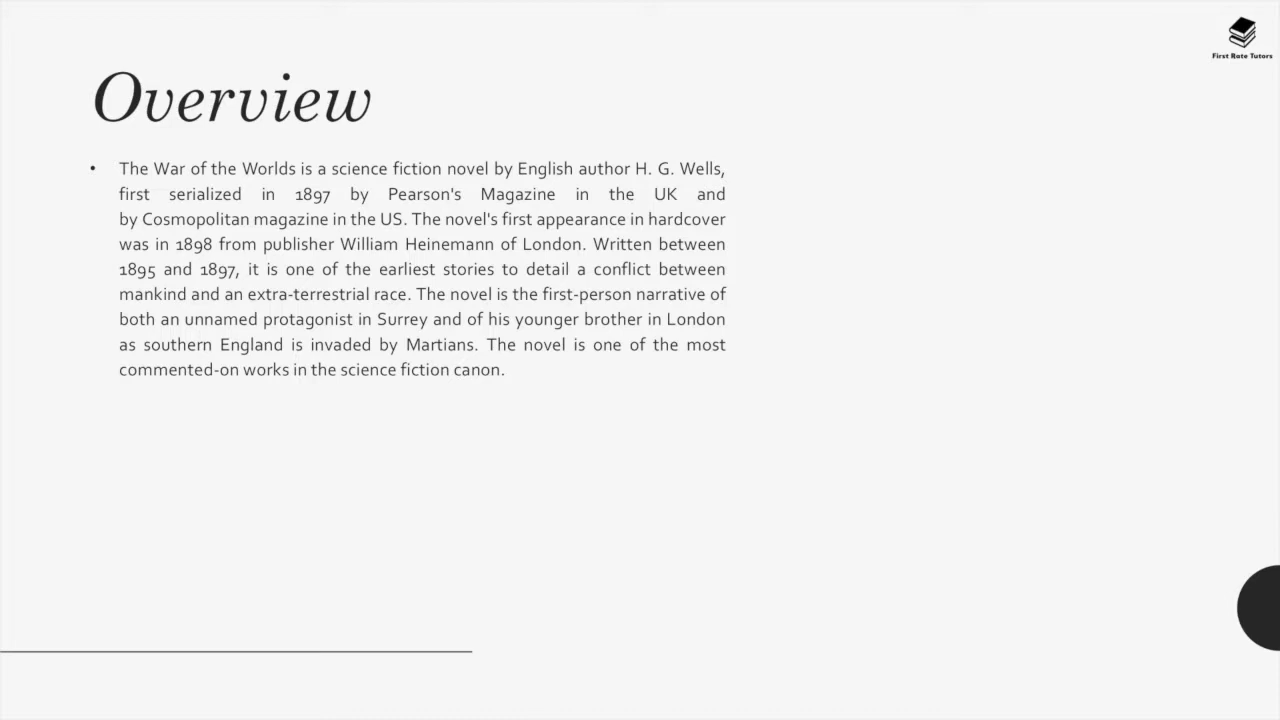 First Rate Tutors
Overview
• The War of the Worlds is a science fiction novel by English author H. G. Wells,
first serialized in 1897 by Pearson's Magazine in the UK and
by Cosmopolitan magazine in the US. The novel's first appearance in hardcover
was in 1898 from publisher William Heinemann of London. Written between
1895 and 1897, it is one of the earliest stories to detail a conflict between
mankind and an extra-terrestrial race. The novel is the first-person narrative of
both an unnamed protagonist in Surrey and of his younger brother in London
as southern England is invaded by Martians. The novel is one of the most
commented-on works in the science fiction canon.